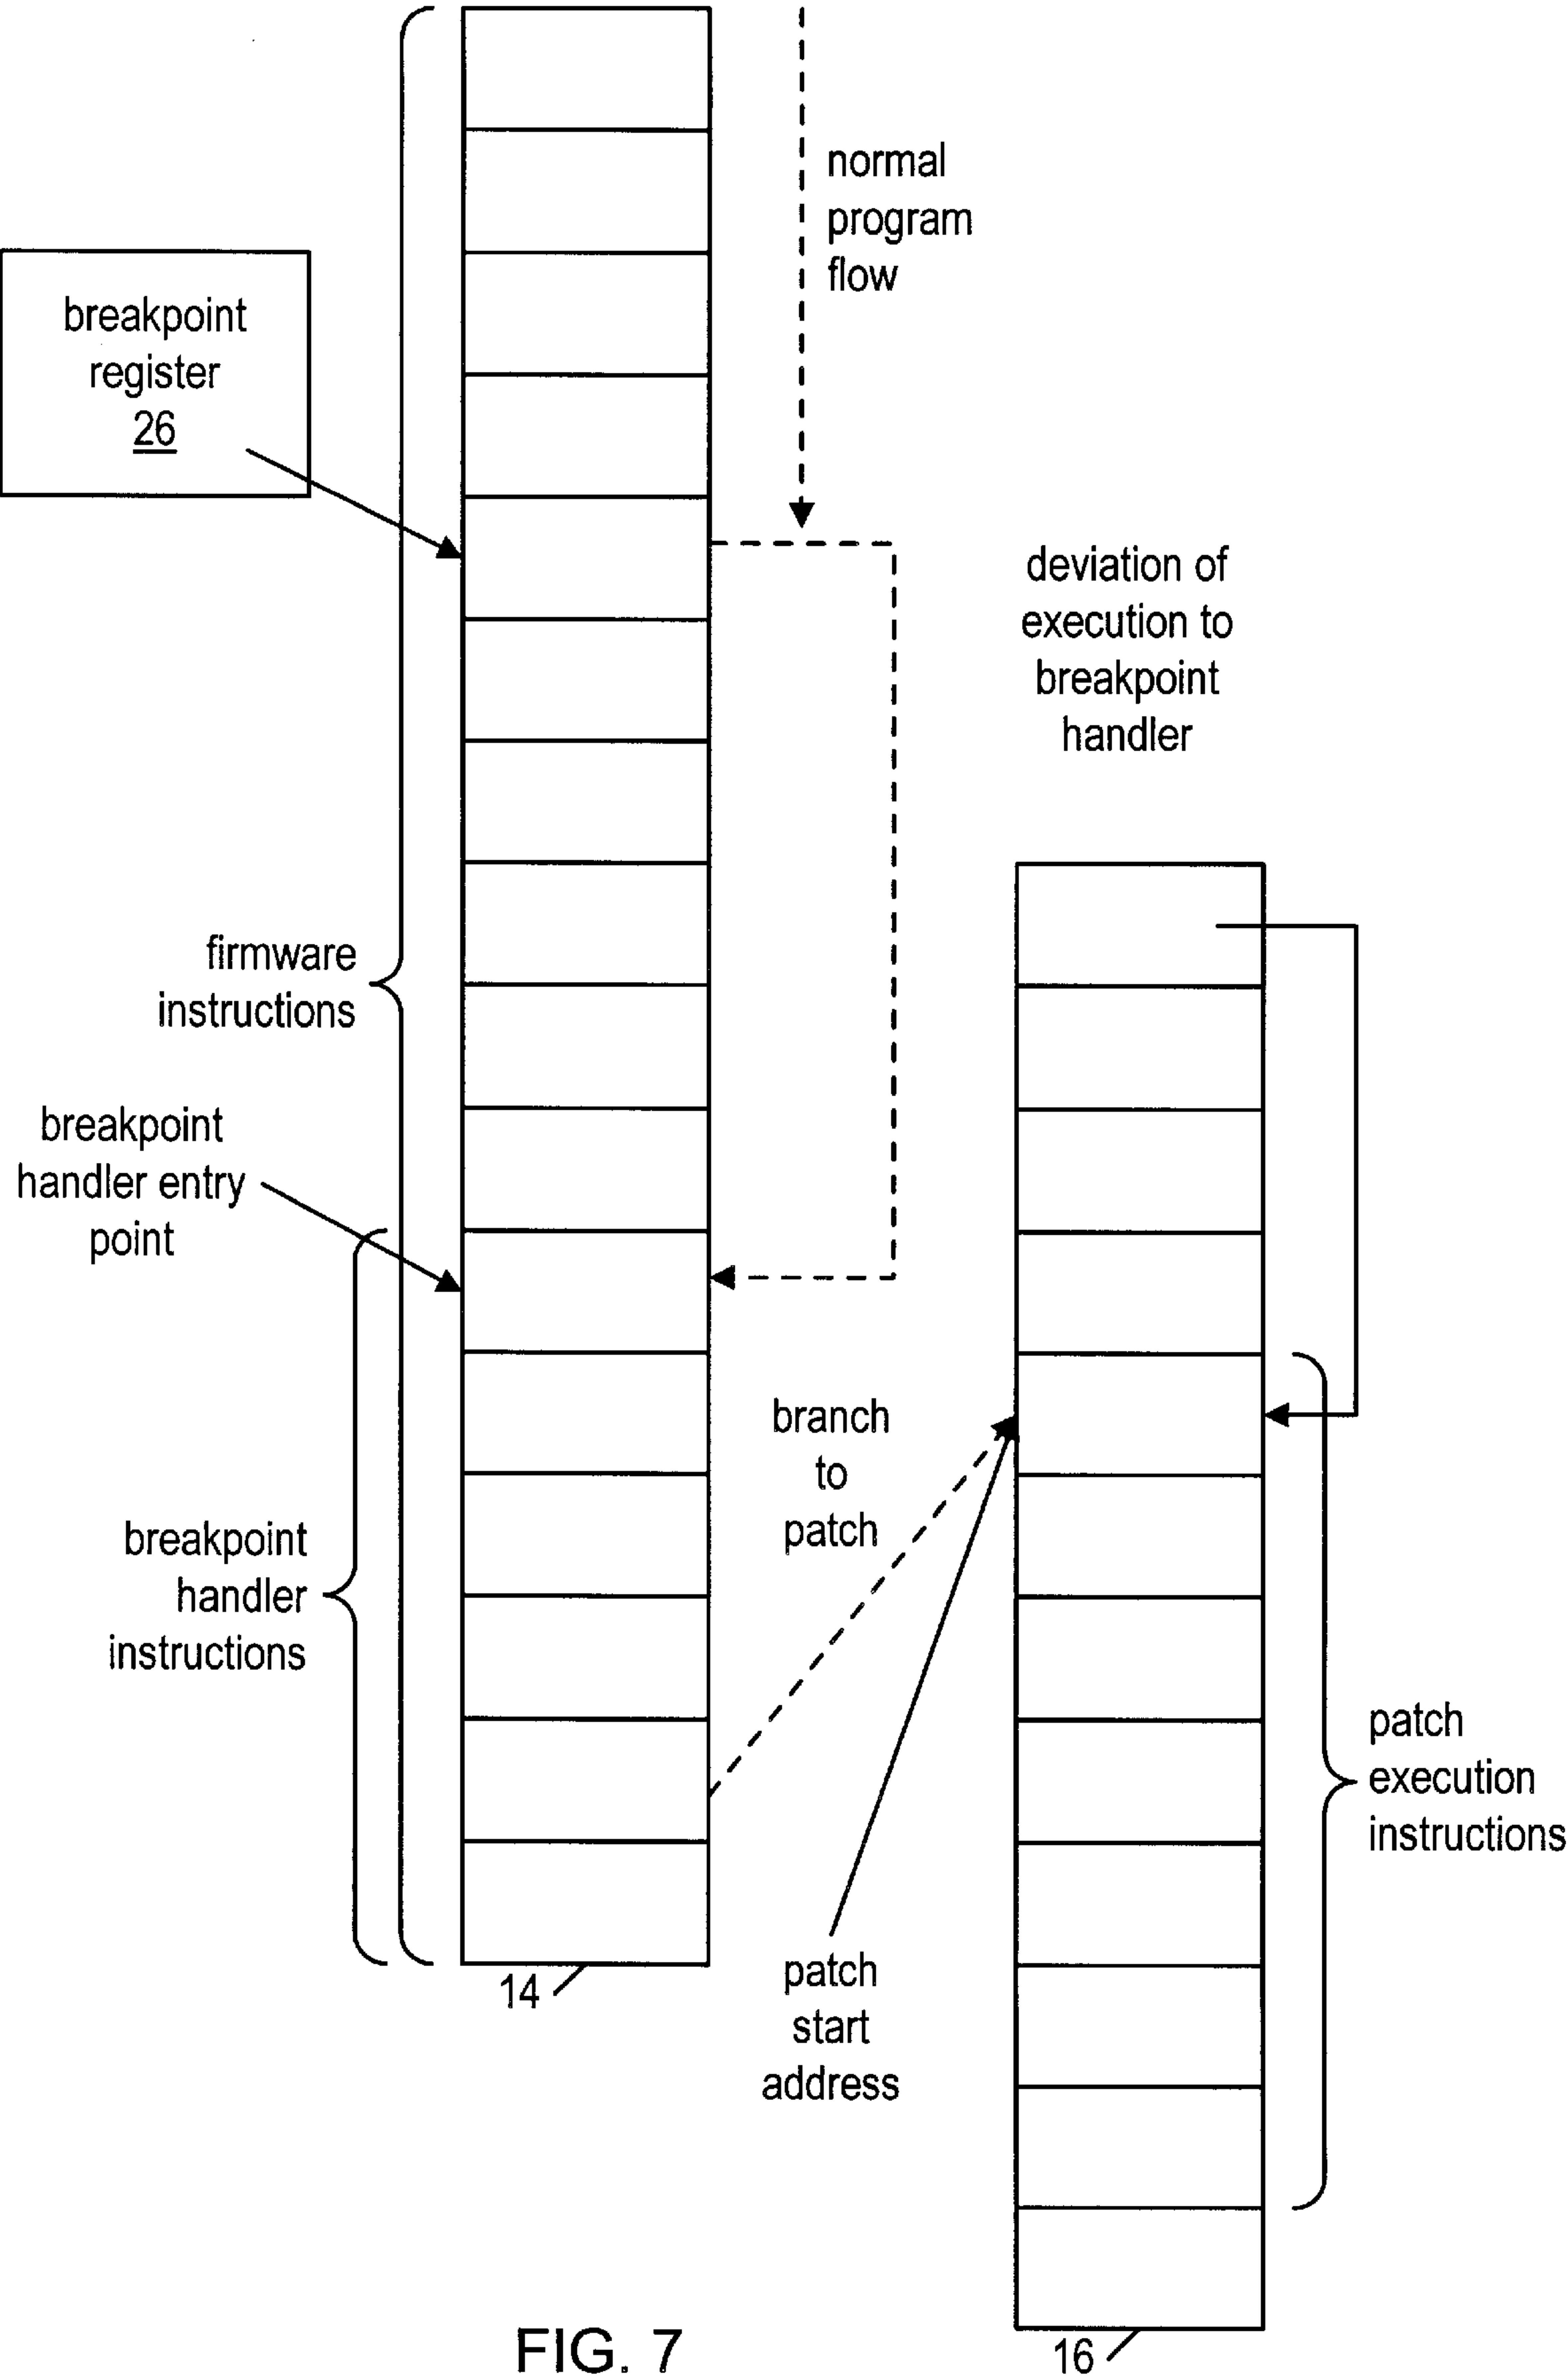 normal
program
flow
breakpoint
register
26
deviation of
execution to
breakpoint
handler
firmware
instructions
breakpoint
handler entry
point
branch
to
patch
breakpoint
handler
instructions
patch
execution
instructions
14
patch
start
address
FIG. 7
16